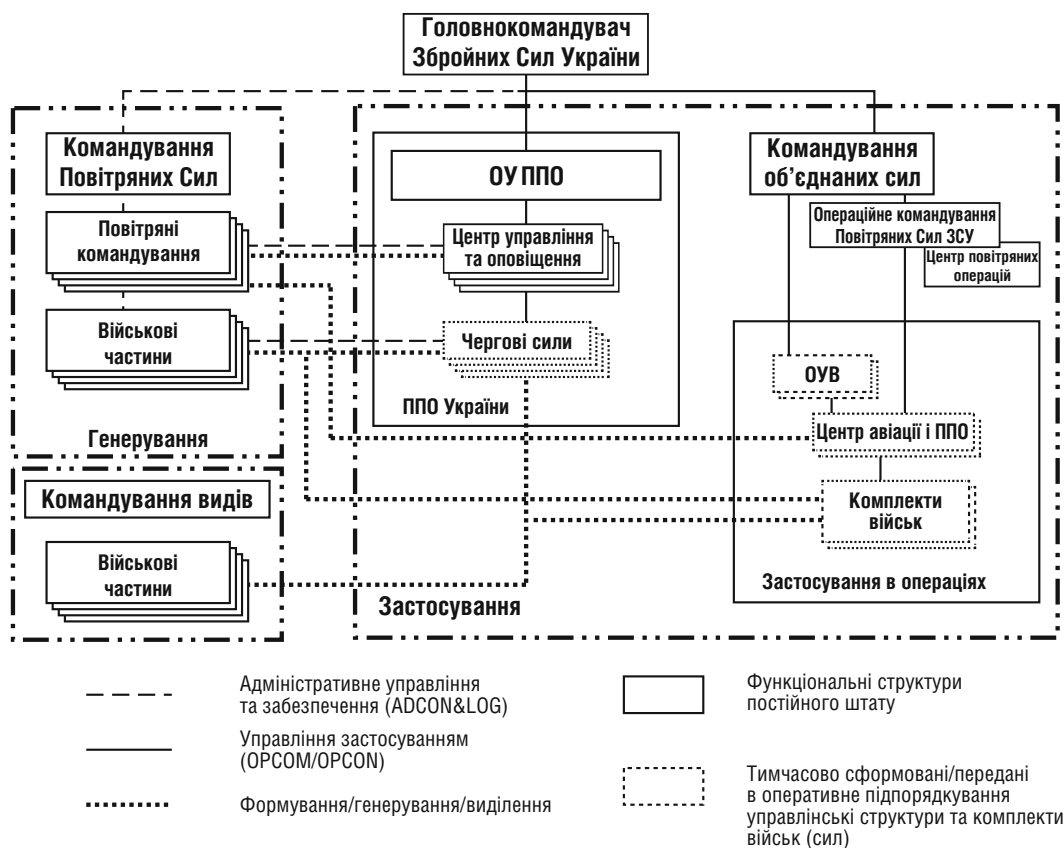 Головнокомандувач
Збройних Сил України
Командування
Повітряних Сил
Повітряні
командування
Військові
частини
Генерування
Командування видів
Військові
частини
ОУ ППО
Центр управління
та оповіщення
Чергові сили
ППО України
Командування
об’єднаних сил
Операційне командування
Повітряних Сил ЗСУ
Центр повітряних
операцій
ОУВ
Центр авіації і ППО
Комплекти
військ
Застосування в операціях
Застосування
Адміністративне управління
та забезпечення (ADCON&LOG)
Управління застосуванням
(OPCOM/OPCON)
Формування/генерування/виділення
Функціональні структури
постійного штату
Тимчасово сформовані/передані
в оперативне підпорядкування
управлінські структури та комплекти
військ (сил)